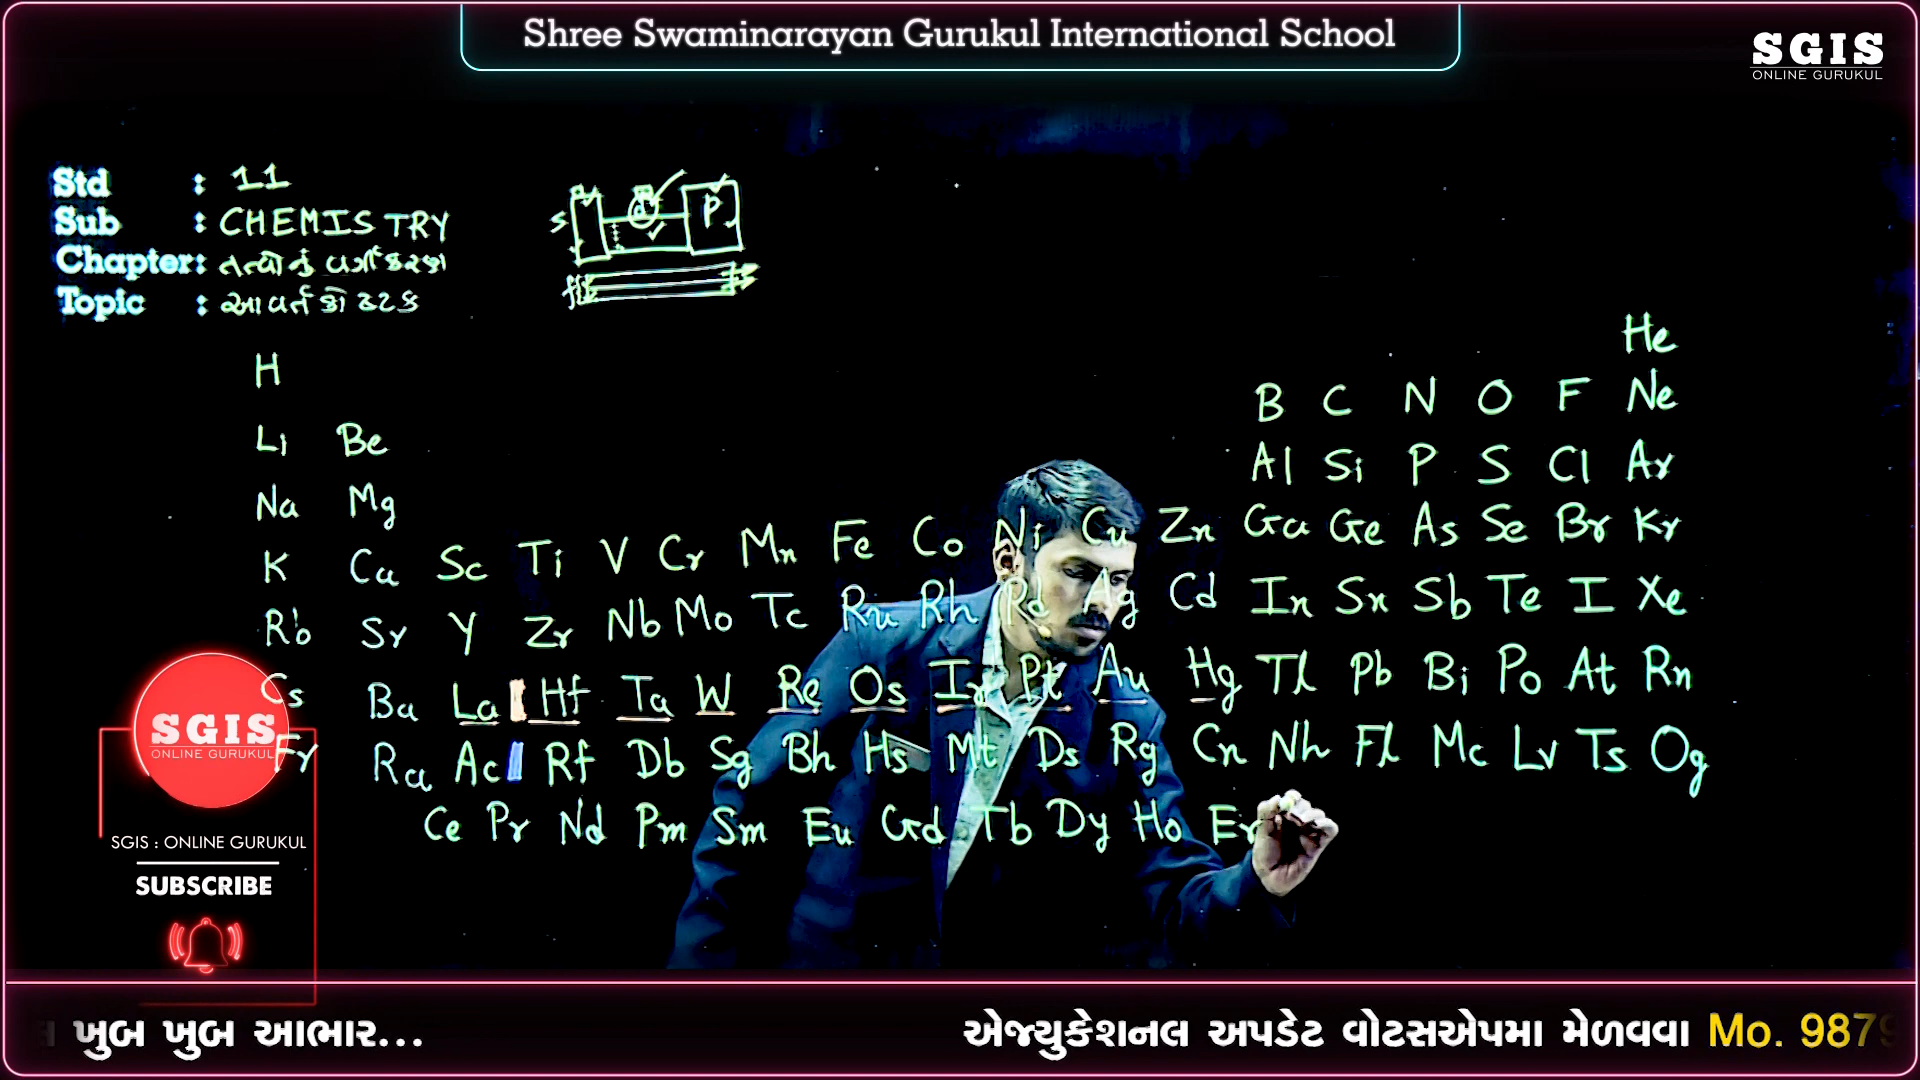 Shree Swaminarayan Gurukul International School
SGIS
ONLINE GURUKUL
Std : 11
Sub : CHEMISTRY
Chapter: તત્વોનું વર્ગીકરણ
Topic : આવર્ત કોષ્ટક
S d P
f
H He
Li Be B C N O F Ne
Na Mg Al Si P S Cl Ar
K Ca Sc Ti V Cr Mn Fe Co Ni Cu Zn Ga Ge As Se Br Kr
Rb Sr Y Zr Nb Mo Tc Ru Rh Pd Ag Cd In Sn Sb Te I Xe
Cs Ba La Hf Ta W Re Os Ir Pt Au Hg Tl Pb Bi Po At Rn
Fr Ra Ac Rf Db Sg Bh Hs Mt Ds Rg Cn Nh Fl Mc Lv Ts Og
Ce Pr Nd Pm Sm Eu Gd Tb Dy Ho Er
SGIS
ONLINE GURUKUL
SGIS : ONLINE GURUKUL
SUBSCRIBE
ખુબ ખુબ આભાર... એજ્યુકેશનલ અપડેટ વોટસએપમા મેળવવા Mo. 9879